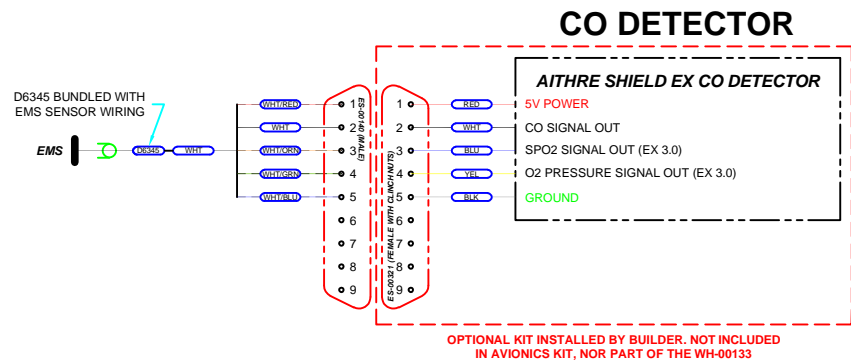 CO DETECTOR
AITHRE SHIELD EX CO DETECTOR
D6345 BUNDLED WITH
EMS SENSOR WIRING
EMS
D6345
WHT
WHT/RED
WHT
WHT/ORN
WHT/GRN
WHT/BLU
1
2
3
4
5
6
7
8
9
ES-00140 (MALE)
1
2
3
4
5
6
7
8
9
ES-00321 (FEMALE WITH CLINCH NUTS)
RED
5V POWER
WHT
CO SIGNAL OUT
BLU
SPO2 SIGNAL OUT (EX 3.0)
YEL
O2 PRESSURE SIGNAL OUT (EX 3.0)
BLK
GROUND
OPTIONAL KIT INSTALLED BY BUILDER. NOT INCLUDED
IN AVIONICS KIT, NOR PART OF THE WH-00133